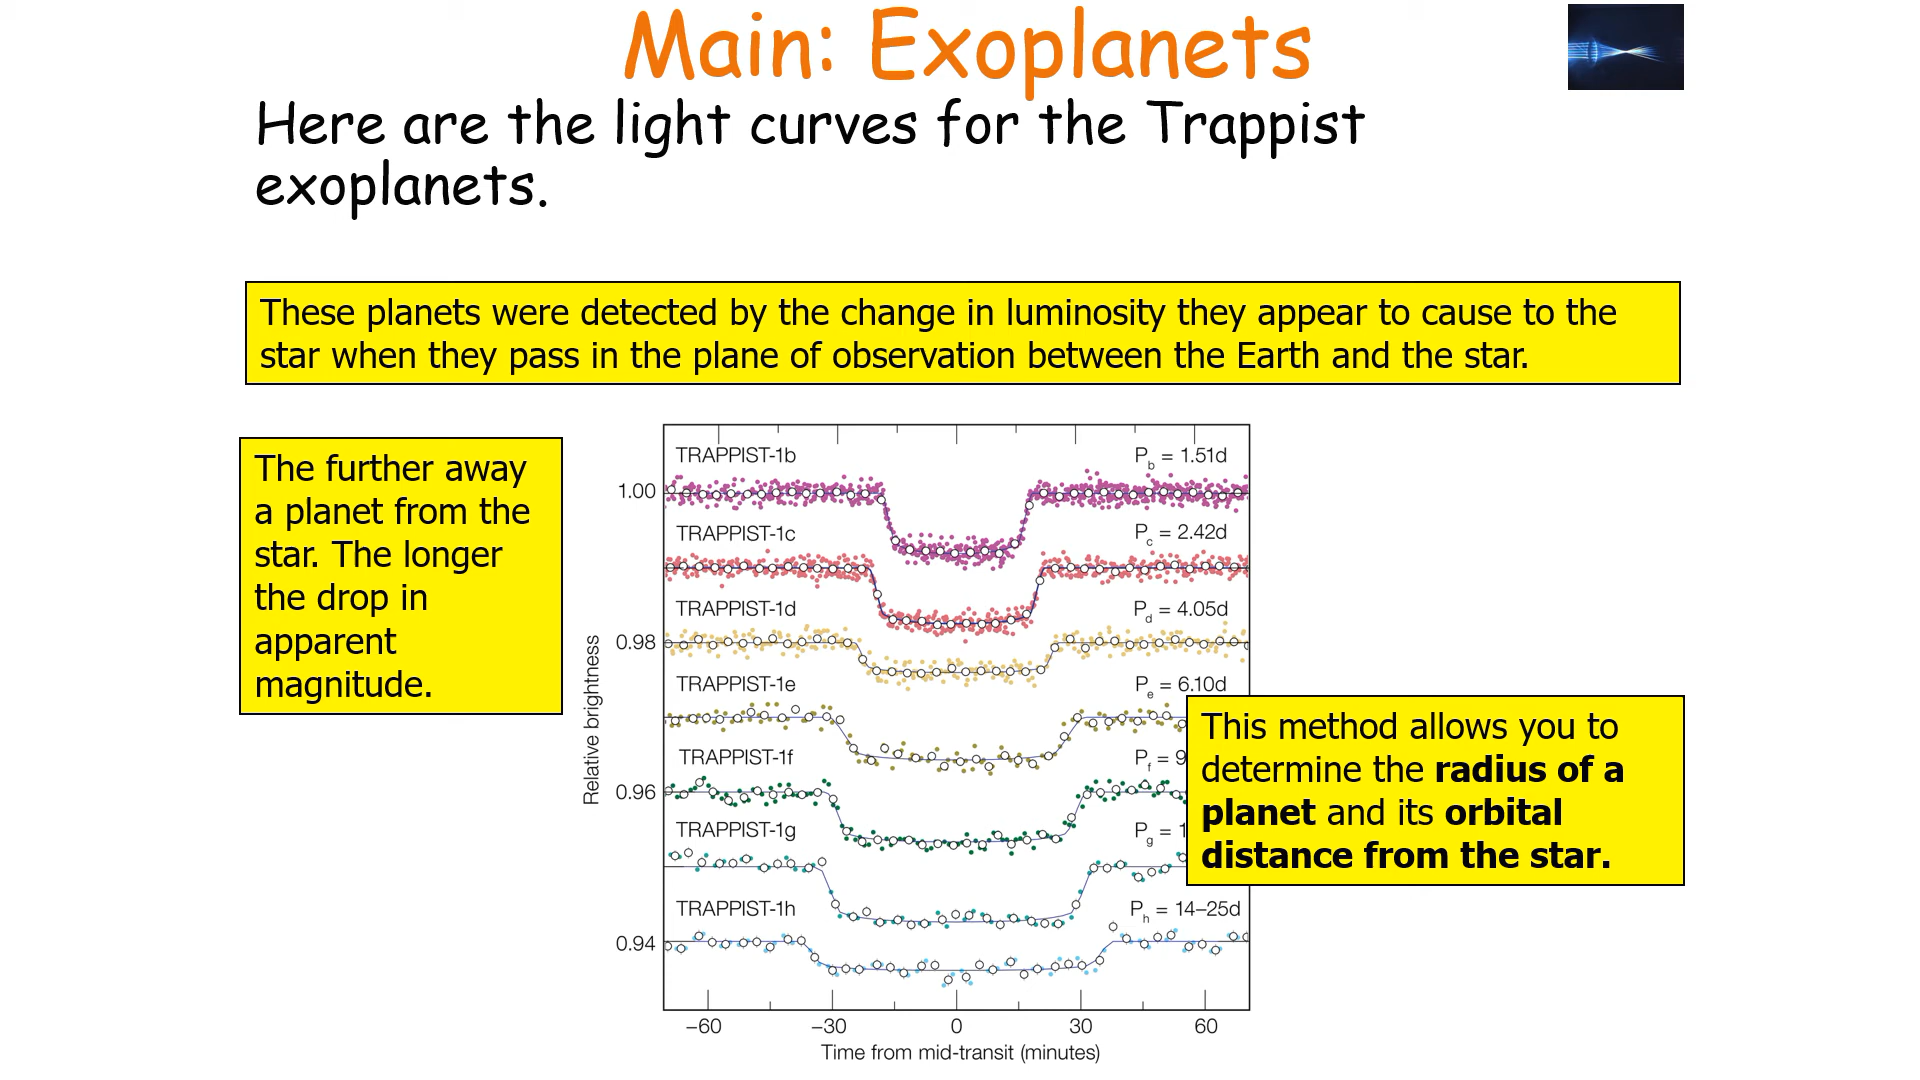 Main: Exoplanets
Here are the light curves for the Trappist
exoplanets.
These planets were detected by the change in luminosity they appear to cause to the
star when they pass in the plane of observation between the Earth and the star.
The further away
a planet from the
star. The longer
the drop in
apparent
magnitude.
TRAPPIST-1b
P_b = 1.51d
1.00
TRAPPIST-1c
P_c = 2.42d
TRAPPIST-1d
P_d = 4.05d
0.98
TRAPPIST-1e
P_e = 6.10d
TRAPPIST-1f
P_f = 9
0.96
TRAPPIST-1g
P_g = 1
TRAPPIST-1h
P_h = 14–25d
0.94
Relative brightness
−60 −30 0 30 60
Time from mid-transit (minutes)
This method allows you to
determine the radius of a
planet and its orbital
distance from the star.